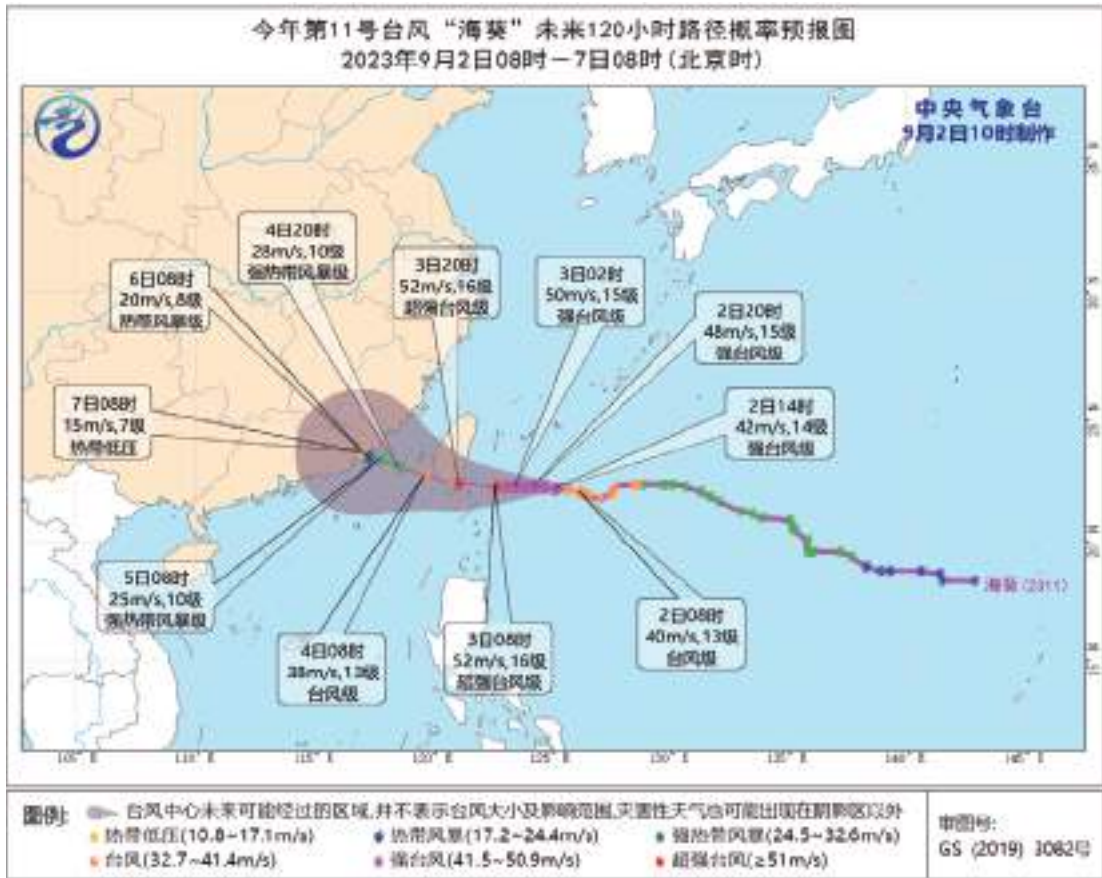 今年第11号台风“海葵”未来120小时路径概率预报图
2023年9月2日08时－7日08时(北京时)
中央气象台
9月2日10时制作
4日20时
28m/s,10级
强热带风暴级
3日20时
52m/s,16级
超强台风级
3日02时
50m/s,15级
强台风级
6日08时
20m/s,8级
热带风暴级
2日20时
48m/s,15级
强台风级
7日08时
15m/s,7级
热带低压
2日14时
42m/s,14级
强台风级
5日08时
25m/s,10级
强热带风暴级
4日08时
38m/s,13级
台风级
3日08时
52m/s,16级
超强台风级
2日08时
40m/s,13级
台风级
海葵(2311)
105° E
110° E
115° E
120° E
125° E
130° E
135° E
140° E
145° E
图例:
台风中心未来可能经过的区域,并不表示台风大小及影响范围,灾害性天气也可能出现在阴影区以外
热带低压(10.8~17.1m/s)
热带风暴(17.2~24.4m/s)
强热带风暴(24.5~32.6m/s)
台风(32.7~41.4m/s)
强台风(41.5~50.9m/s)
超强台风(≥51m/s)
审图号:
GS (2019) 3082号